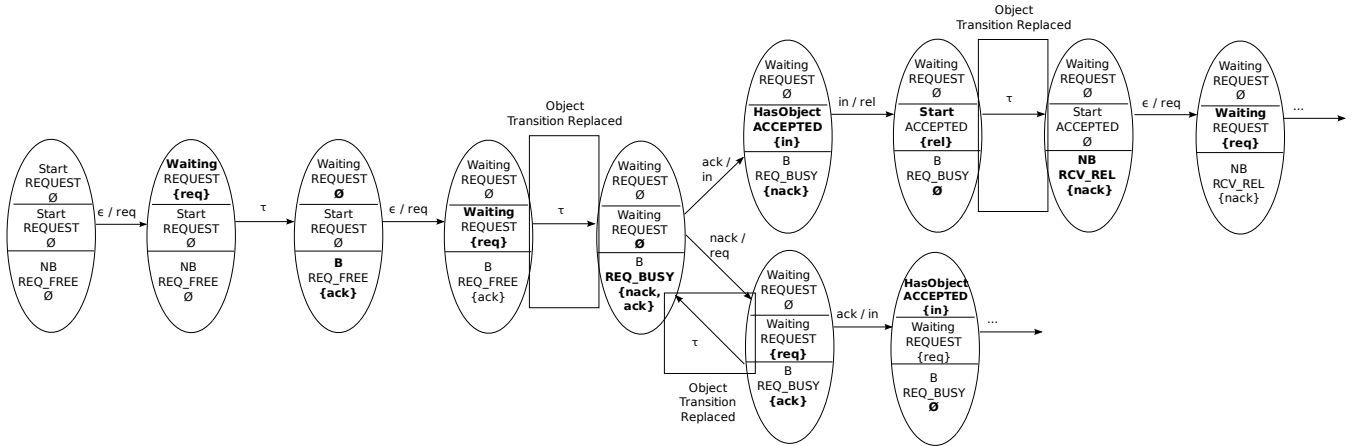 Object
Transition Replaced
Waiting
REQUEST
Ø
HasObject
ACCEPTED
{in}
B
REQ_BUSY
{nack}
in / rel
Waiting
REQUEST
Ø
Start
ACCEPTED
{rel}
B
REQ_BUSY
Ø
τ
Waiting
REQUEST
Ø
Start
ACCEPTED
Ø
NB
RCV_REL
{nack}
ϵ / req
Waiting
REQUEST
Ø
Waiting
REQUEST
{req}
NB
RCV_REL
{nack}
...
Start
REQUEST
Ø
Start
REQUEST
Ø
NB
REQ_FREE
Ø
ϵ / req
Waiting
REQUEST
{req}
Start
REQUEST
Ø
NB
REQ_FREE
Ø
τ
Waiting
REQUEST
Ø
Start
REQUEST
Ø
B
REQ_FREE
{ack}
ϵ / req
Waiting
REQUEST
Ø
Waiting
REQUEST
{req}
B
REQ_FREE
{ack}
Object
Transition Replaced
τ
Waiting
REQUEST
Ø
Waiting
REQUEST
Ø
B
REQ_BUSY
{nack,
ack}
ack /
in
nack /
req
τ
Object
Transition
Replaced
Waiting
REQUEST
Ø
Waiting
REQUEST
{req}
B
REQ_BUSY
{ack}
ack / in
HasObject
ACCEPTED
{in}
Waiting
REQUEST
{req}
B
REQ_BUSY
Ø
...